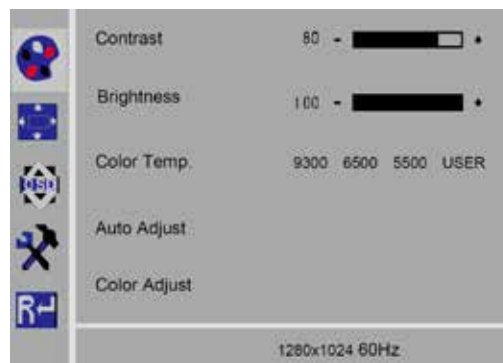 Contrast 80 - +
Brightness 100 - +
Color Temp. 9300 6500 5500 USER
OSD
Auto Adjust
Color Adjust
R
1280x1024 60Hz